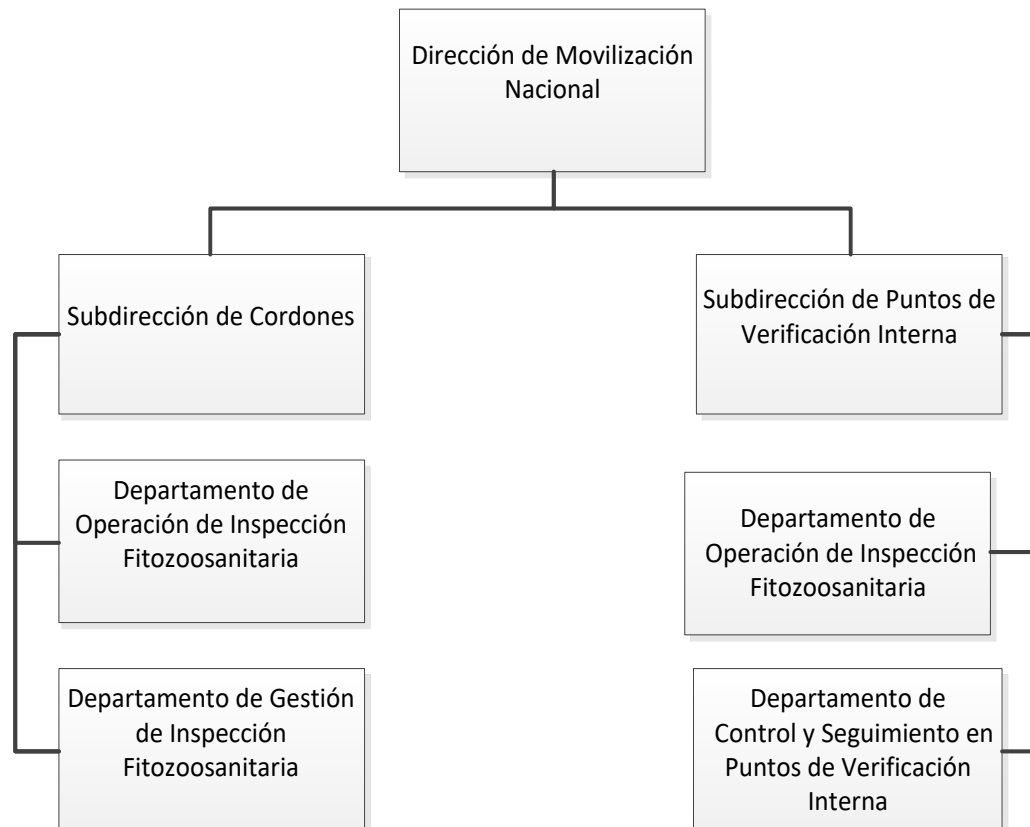 Dirección de Movilización
Nacional
Subdirección de Cordones
Subdirección de Puntos de
Verificación Interna
Departamento de
Operación de Inspección
Fitozoosanitaria
Departamento de
Operación de Inspección
Fitozoosanitaria
Departamento de Gestión
de Inspección
Fitozoosanitaria
Departamento de
Control y Seguimiento en
Puntos de Verificación
Interna